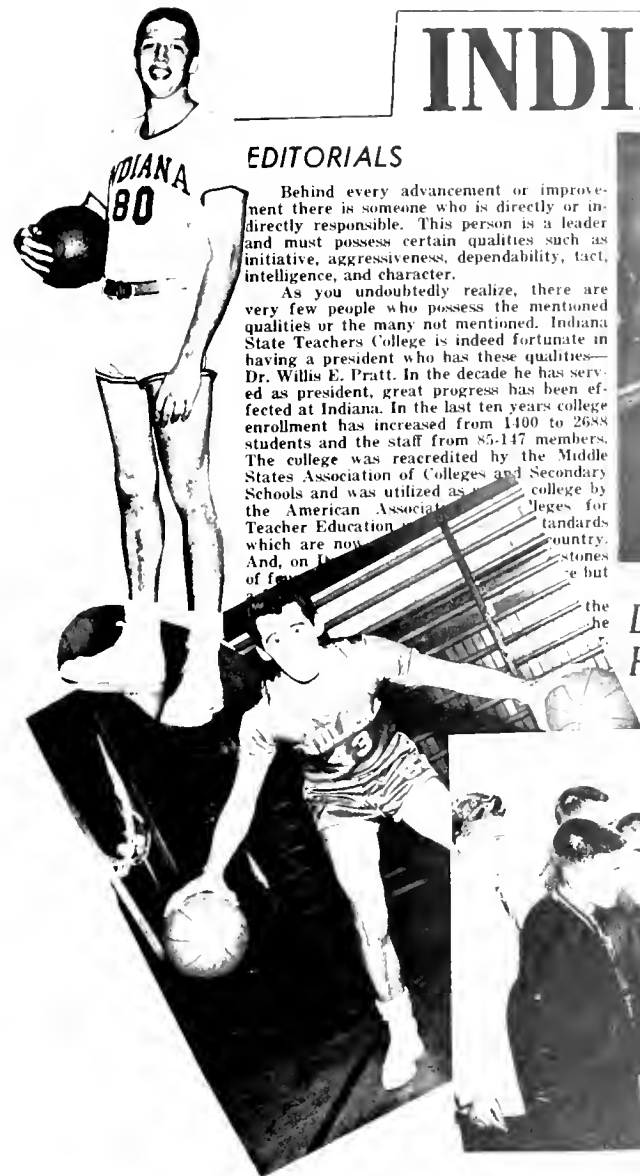 INDI
EDITORIALS
Behind every advancement or improve-
ment there is someone who is directly or in-
directly responsible. This person is a leader
and must possess certain qualities such as
initiative, aggressiveness, dependability, tact,
intelligence, and character.
As you undoubtedly realize, there are
very few people who possess the mentioned
qualities or the many not mentioned. Indiana
State Teachers College is indeed fortunate in
having a president who has these qualities—
Dr. Willis E. Pratt. In the decade he has serv-
ed as president, great progress has been ef-
fected at Indiana. In the last ten years college
enrollment has increased from 1400 to 2688
students and the staff from 85-147 members.
The college was reacredited by the Middle
States Association of Colleges and Secondary
Schools and was utilized as college by
the American Associat leges for
Teacher Education tandards
which are now country.
And, on stones
of but
the
he
NDIANA
80